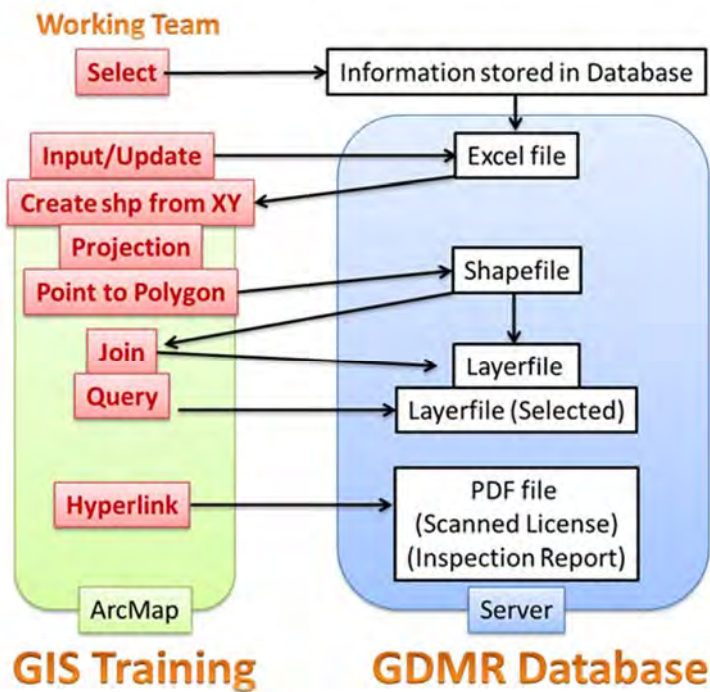 Working Team
Select
Information stored in Database
Input/Update
Excel file
Create shp from XY
Projection
Point to Polygon
Shapefile
Join
Layerfile
Query
Layerfile (Selected)
Hyperlink
PDF file
(Scanned License)
(Inspection Report)
ArcMap
Server
GIS Training
GDMR Database